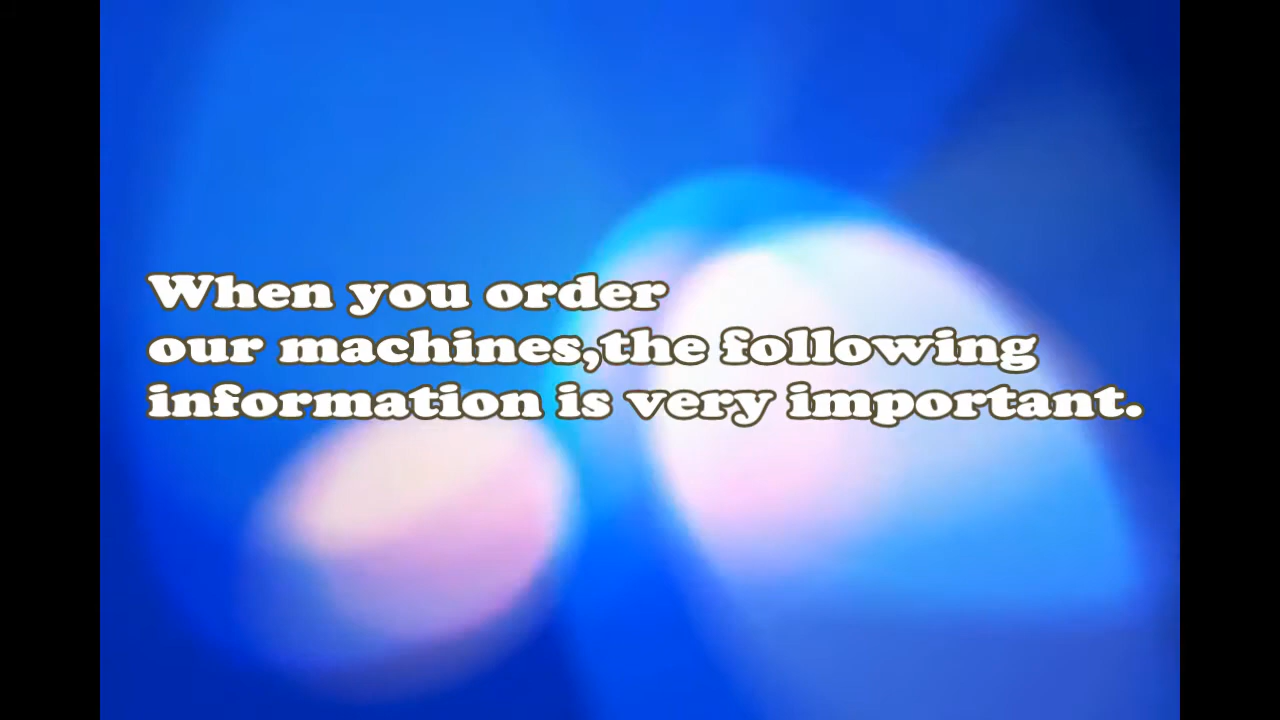 When you order
our machines,the following
information is very important.